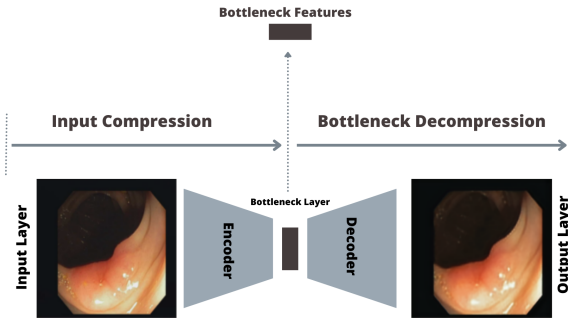 Bottleneck Features
Input Compression
Bottleneck Decompression
Bottleneck Layer
Input Layer
Encoder
Decoder
Output Layer